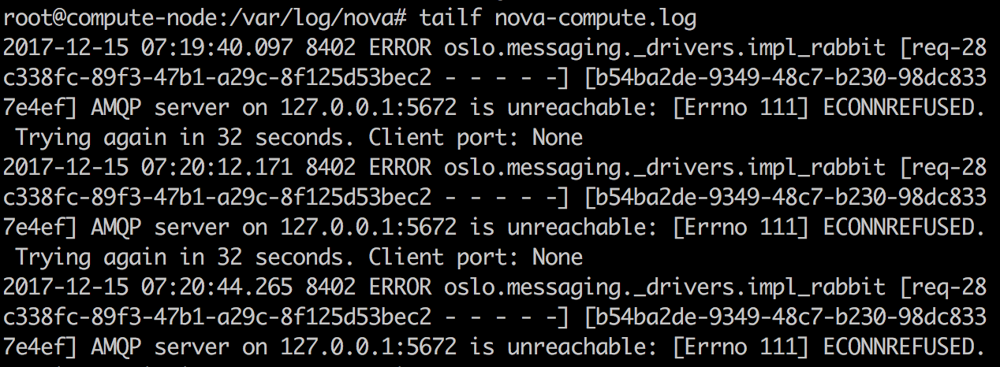 root@compute-node:/var/log/nova# tailf nova-compute.log
2017-12-15 07:19:40.097 8402 ERROR oslo.messaging._drivers.impl_rabbit [req-28
c338fc-89f3-47b1-a29c-8f125d53bec2 - - - - -] [b54ba2de-9349-48c7-b230-98dc833
7e4ef] AMQP server on 127.0.0.1:5672 is unreachable: [Errno 111] ECONNREFUSED.
 Trying again in 32 seconds. Client port: None
2017-12-15 07:20:12.171 8402 ERROR oslo.messaging._drivers.impl_rabbit [req-28
c338fc-89f3-47b1-a29c-8f125d53bec2 - - - - -] [b54ba2de-9349-48c7-b230-98dc833
7e4ef] AMQP server on 127.0.0.1:5672 is unreachable: [Errno 111] ECONNREFUSED.
 Trying again in 32 seconds. Client port: None
2017-12-15 07:20:44.265 8402 ERROR oslo.messaging._drivers.impl_rabbit [req-28
c338fc-89f3-47b1-a29c-8f125d53bec2 - - - - -] [b54ba2de-9349-48c7-b230-98dc833
7e4ef] AMQP server on 127.0.0.1:5672 is unreachable: [Errno 111] ECONNREFUSED.